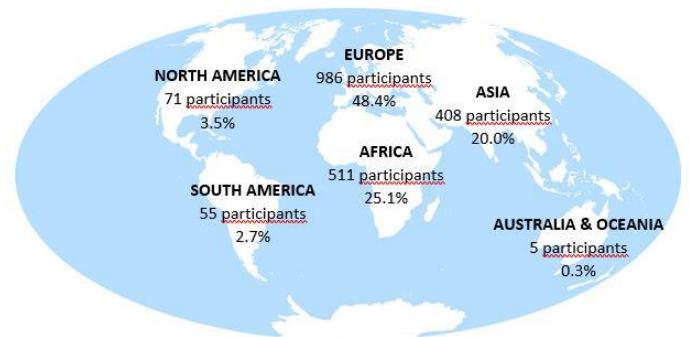 NORTH AMERICA
71 participants
3.5%
EUROPE
986 participants
48.4%
ASIA
408 participants
20.0%
AFRICA
511 participants
25.1%
SOUTH AMERICA
55 participants
2.7%
AUSTRALIA & OCEANIA
5 participants
0.3%